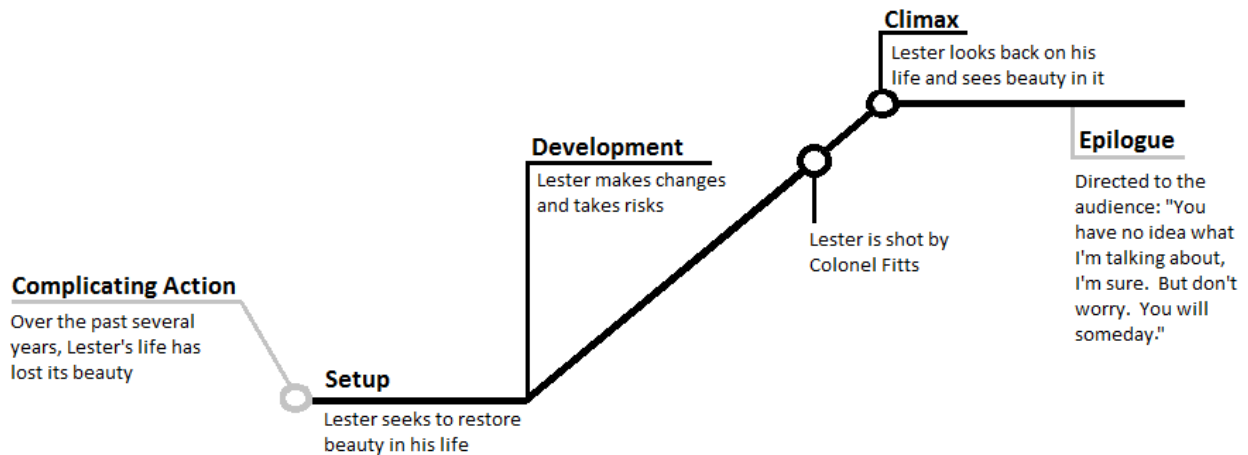 Climax
Lester looks back on his
life and sees beauty in it
Development
Lester makes changes
and takes risks
Epilogue
Directed to the
audience: "You
have no idea what
I'm talking about,
I'm sure.  But don't
worry.  You will
someday."
Lester is shot by
Colonel Fitts
Complicating Action
Over the past several
years, Lester's life has
lost its beauty
Setup
Lester seeks to restore
beauty in his life